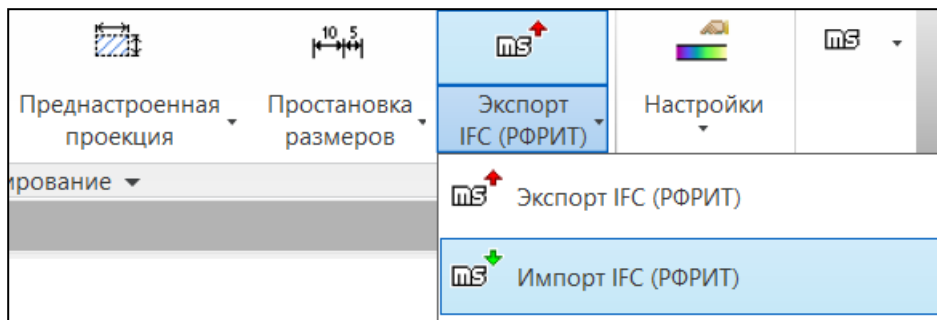 10 5
ms
ms
Преднастроенная
проекция
Простановка
размеров
Экспорт
IFC (РФРИТ)
Настройки
ирование
ms Экспорт IFC (РФРИТ)
ms Импорт IFC (РФРИТ)